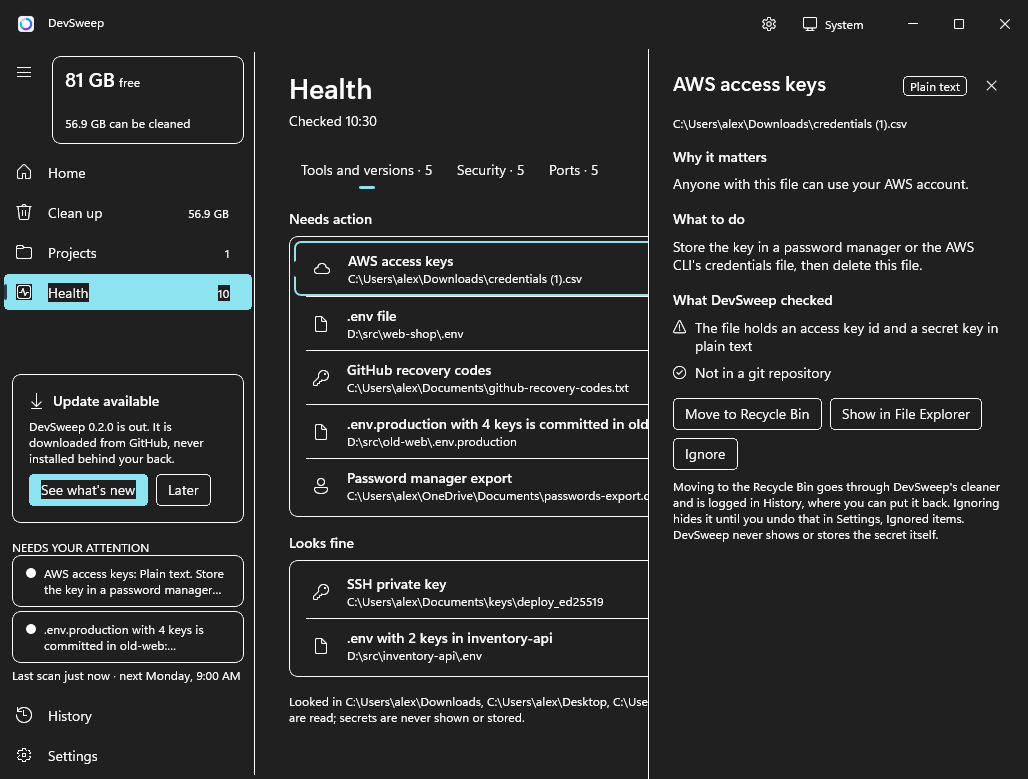 DevSweep
System
81 GB free
56.9 GB can be cleaned
Home
Clean up 56.9 GB
Projects 1
Health 10
Update available
DevSweep 0.2.0 is out. It is
downloaded from GitHub, never
installed behind your back.
See what's new
Later
NEEDS YOUR ATTENTION
AWS access keys: Plain text. Store
the key in a password manager...
.env.production with 4 keys is
committed in old-web:...
Last scan just now · next Monday, 9:00 AM
History
Settings
Health
Checked 10:30
Tools and versions · 5
Security · 5
Ports · 5
Needs action
AWS access keys
C:\Users\alex\Downloads\credentials (1).csv
.env file
D:\src\web-shop\.env
GitHub recovery codes
C:\Users\alex\Documents\github-recovery-codes.txt
.env.production with 4 keys is committed in old
D:\src\old-web\.env.production
Password manager export
C:\Users\alex\OneDrive\Documents\passwords-export.c
Looks fine
SSH private key
C:\Users\alex\Documents\keys\deploy_ed25519
.env with 2 keys in inventory-api
D:\src\inventory-api\.env
Looked in C:\Users\alex\Downloads, C:\Users\alex\Desktop, C:\Use
are read; secrets are never shown or stored.
AWS access keys
Plain text
C:\Users\alex\Downloads\credentials (1).csv
Why it matters
Anyone with this file can use your AWS account.
What to do
Store the key in a password manager or the AWS
CLI's credentials file, then delete this file.
What DevSweep checked
The file holds an access key id and a secret key in
plain text
Not in a git repository
Move to Recycle Bin
Show in File Explorer
Ignore
Moving to the Recycle Bin goes through DevSweep's cleaner
and is logged in History, where you can put it back. Ignoring
hides it until you undo that in Settings, Ignored items.
DevSweep never shows or stores the secret itself.